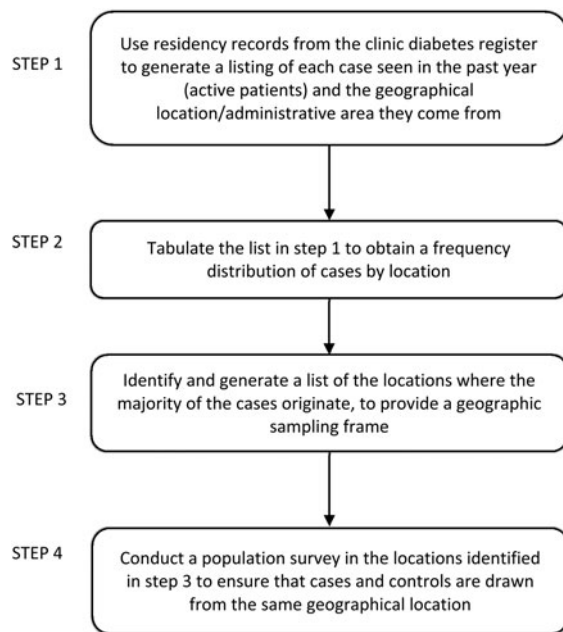 STEP 1
Use residency records from the clinic diabetes register
to generate a listing of each case seen in the past year
(active patients) and the geographical
location/administrative area they come from
STEP 2
Tabulate the list in step 1 to obtain a frequency
distribution of cases by location
STEP 3
Identify and generate a list of the locations where the
majority of the cases originate, to provide a geographic
sampling frame
STEP 4
Conduct a population survey in the locations identified
in step 3 to ensure that cases and controls are drawn
from the same geographical location